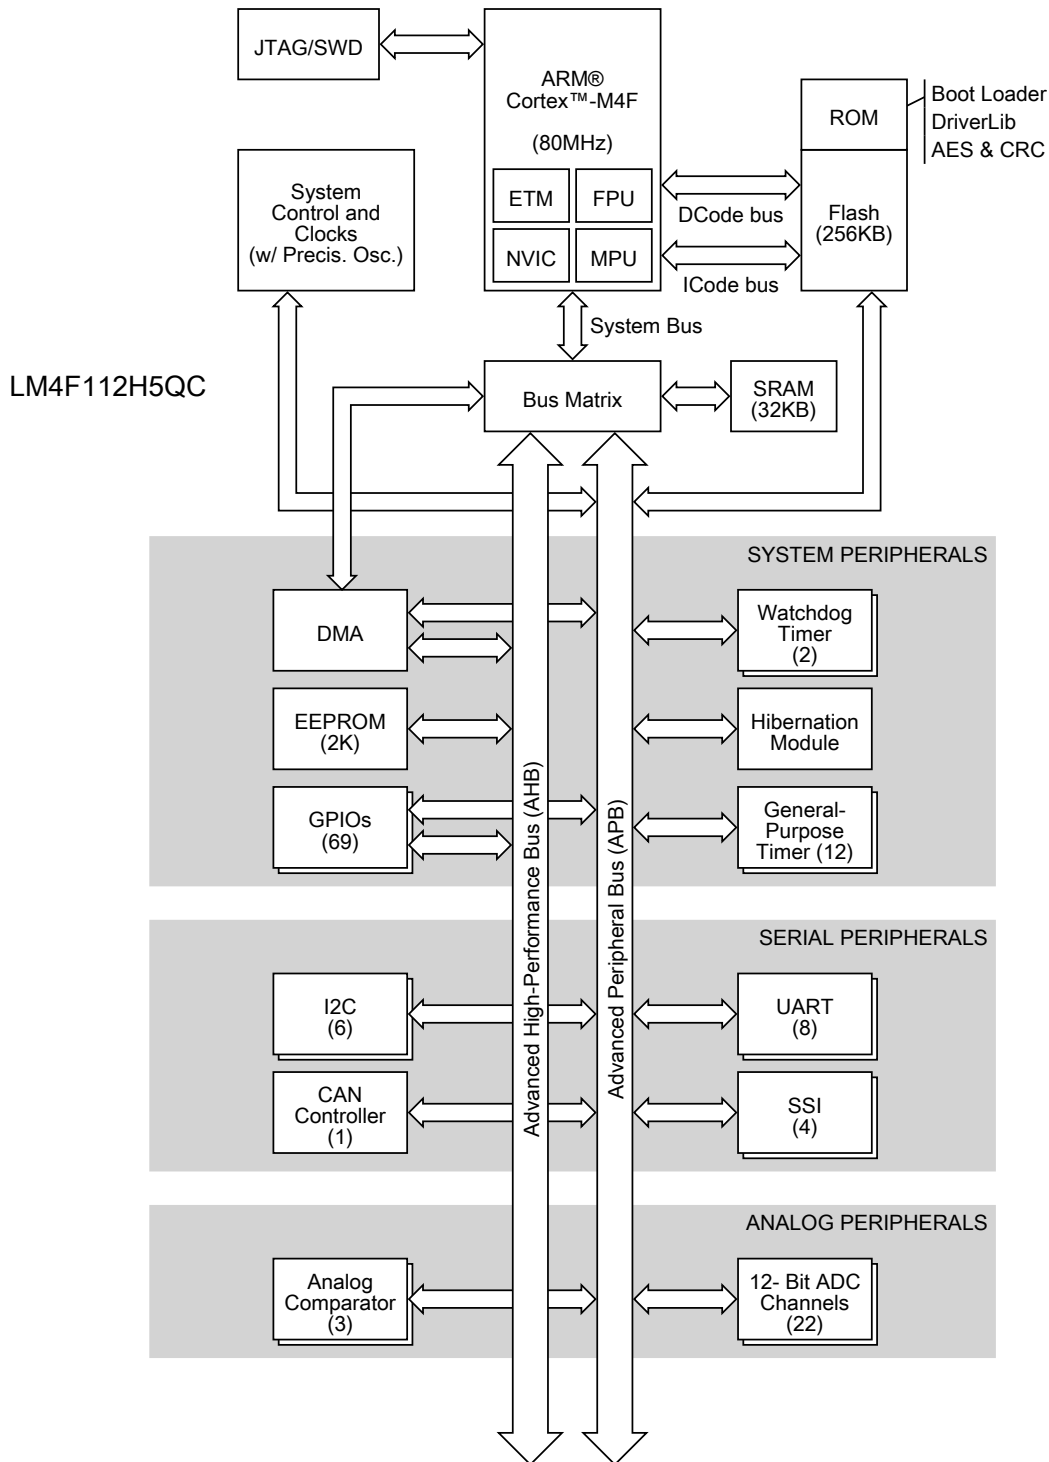 JTAG/SWD
ARM®
Cortex™-M4F
(80MHz)
ETM
FPU
NVIC
MPU
ROM
Boot Loader
DriverLib
AES & CRC
Flash
(256KB)
DCode bus
ICode bus
System
Control and
Clocks
(w/ Precis. Osc.)
System Bus
LM4F112H5QC
Bus Matrix
SRAM
(32KB)
SYSTEM PERIPHERALS
DMA
Watchdog
Timer
(2)
EEPROM
(2K)
Hibernation
Module
GPIOs
(69)
General-
Purpose
Timer (12)
Advanced High-Performance Bus (AHB)
Advanced Peripheral Bus (APB)
SERIAL PERIPHERALS
I2C
(6)
UART
(8)
CAN
Controller
(1)
SSI
(4)
ANALOG PERIPHERALS
Analog
Comparator
(3)
12- Bit ADC
Channels
(22)